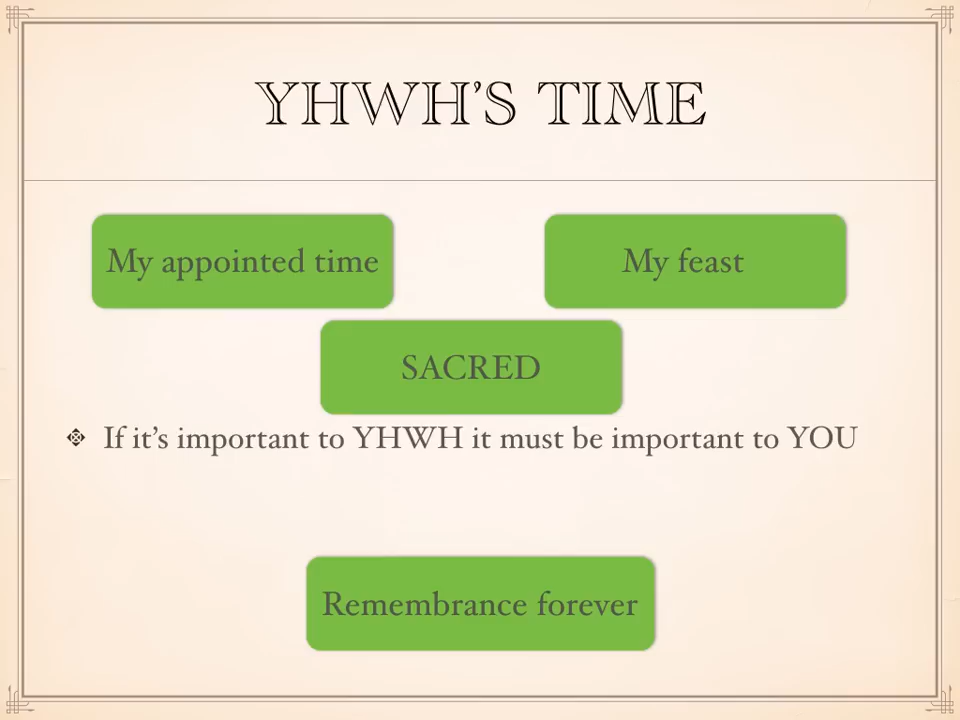 YHWH'S TIME
My appointed time
My feast
SACRED
If it's important to YHWH it must be important to YOU
Remembrance forever